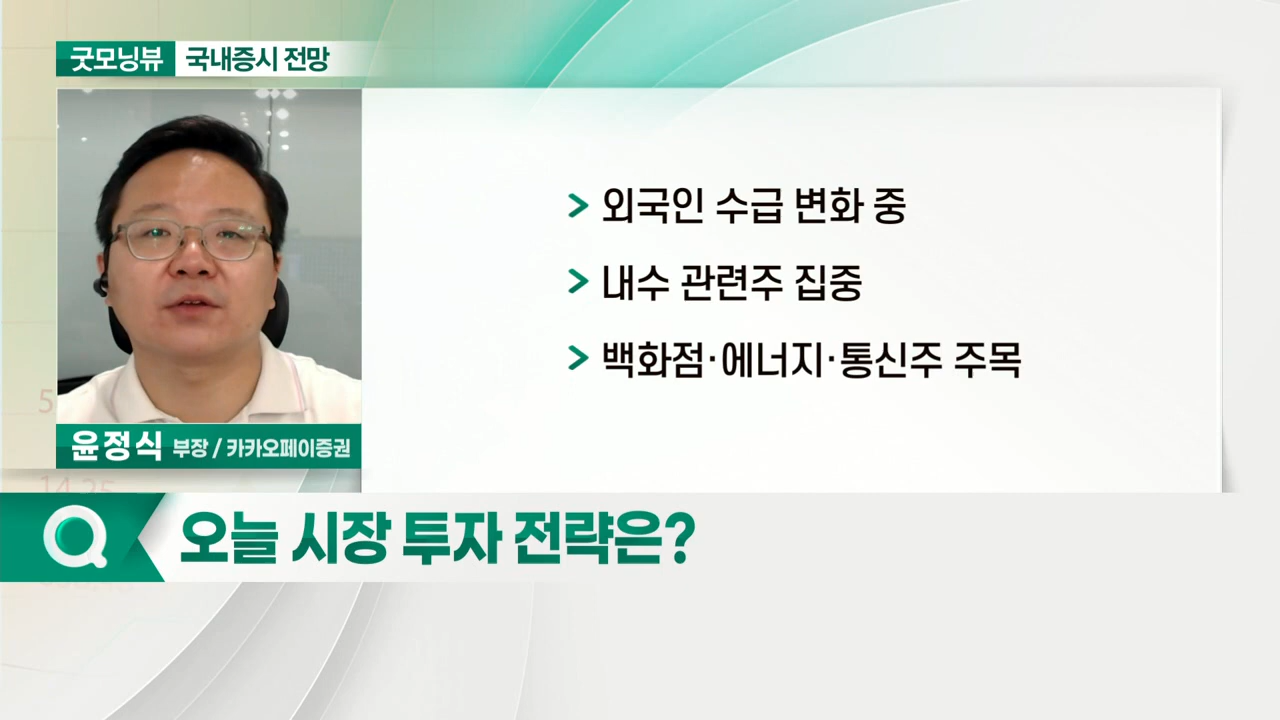 굿모닝뷰 국내증시 전망
> 외국인 수급 변화 중
> 내수 관련주 집중
> 백화점·에너지·통신주 주목
윤정식 부장 / 카카오페이증권
Q 오늘 시장 투자 전략은?